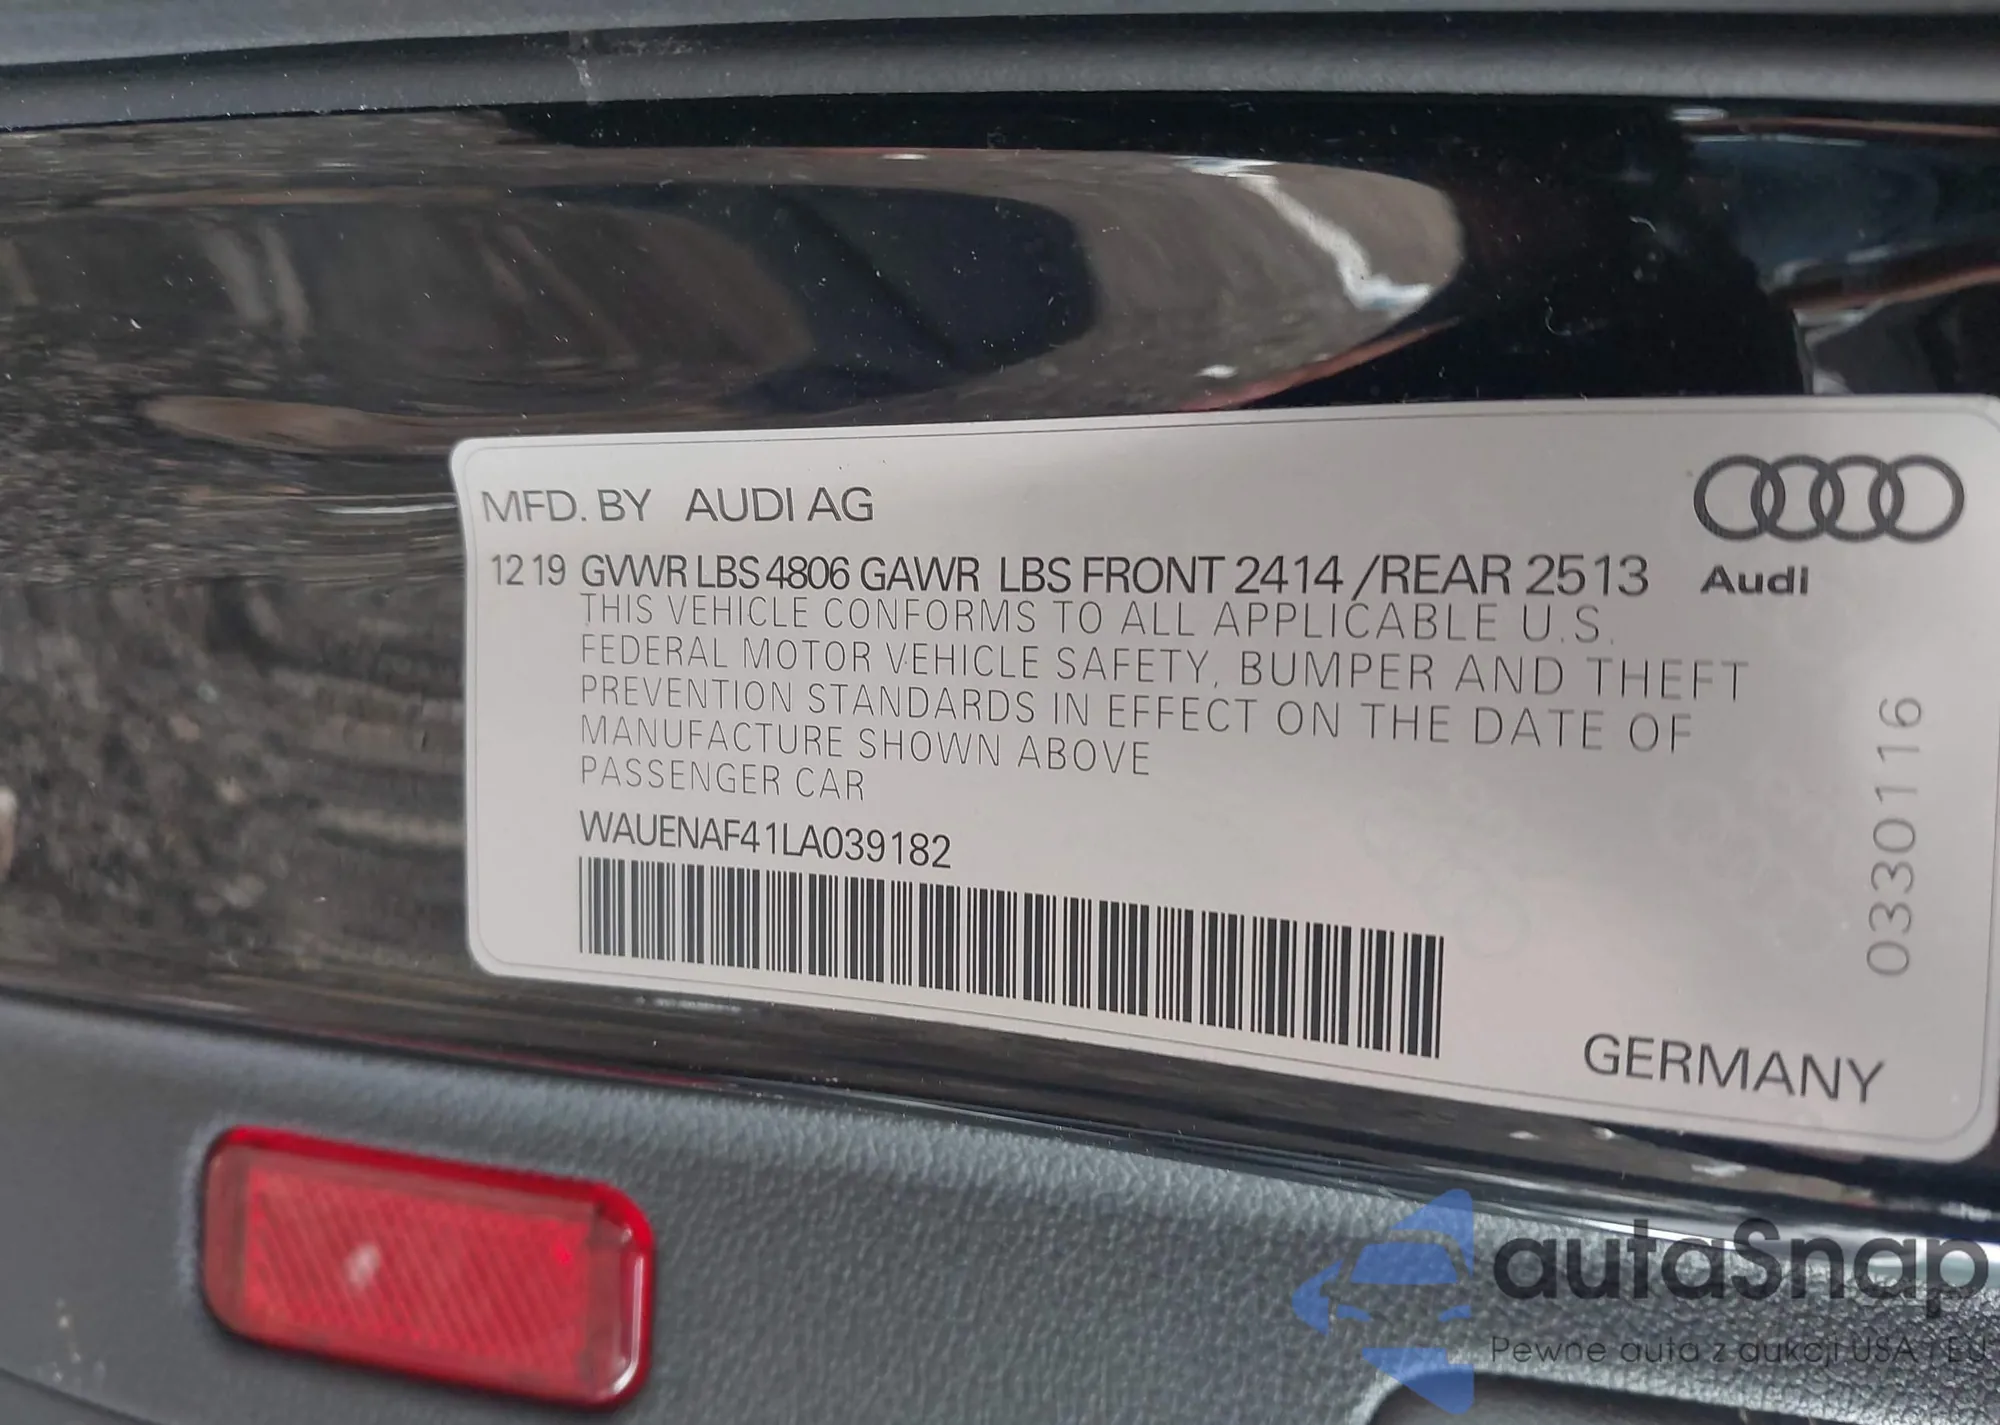 MFD. BY AUDI AG
Audi
12 19 GVWR LBS 4806 GAWR LBS FRONT 2414 /REAR 2513
THIS VEHICLE CONFORMS TO ALL APPLICABLE U.S.
FEDERAL MOTOR VEHICLE SAFETY, BUMPER AND THEFT
PREVENTION STANDARDS IN EFFECT ON THE DATE OF
MANUFACTURE SHOWN ABOVE
PASSENGER CAR
WAUENAF41LA039182
0330116
GERMANY
autaSnap
Pewne auta z aukcji USA i EU